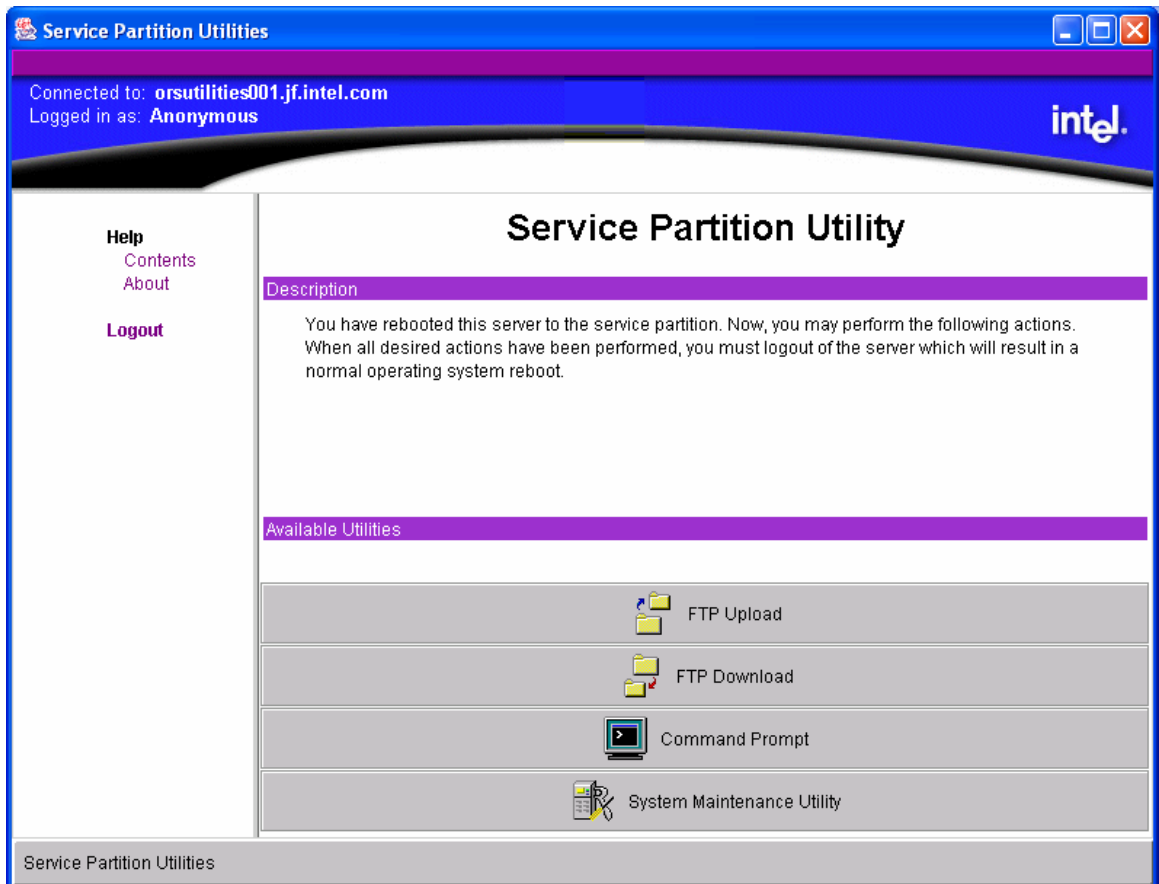 Service Partition Utilities
Connected to: orsutilities001.jf.intel.com
Logged in as: Anonymous
intel.
Help
Contents
About
Logout
Service Partition Utility
Description
You have rebooted this server to the service partition. Now, you may perform the following actions.
When all desired actions have been performed, you must logout of the server which will result in a
normal operating system reboot.
Available Utilities
FTP Upload
FTP Download
Command Prompt
System Maintenance Utility
Service Partition Utilities